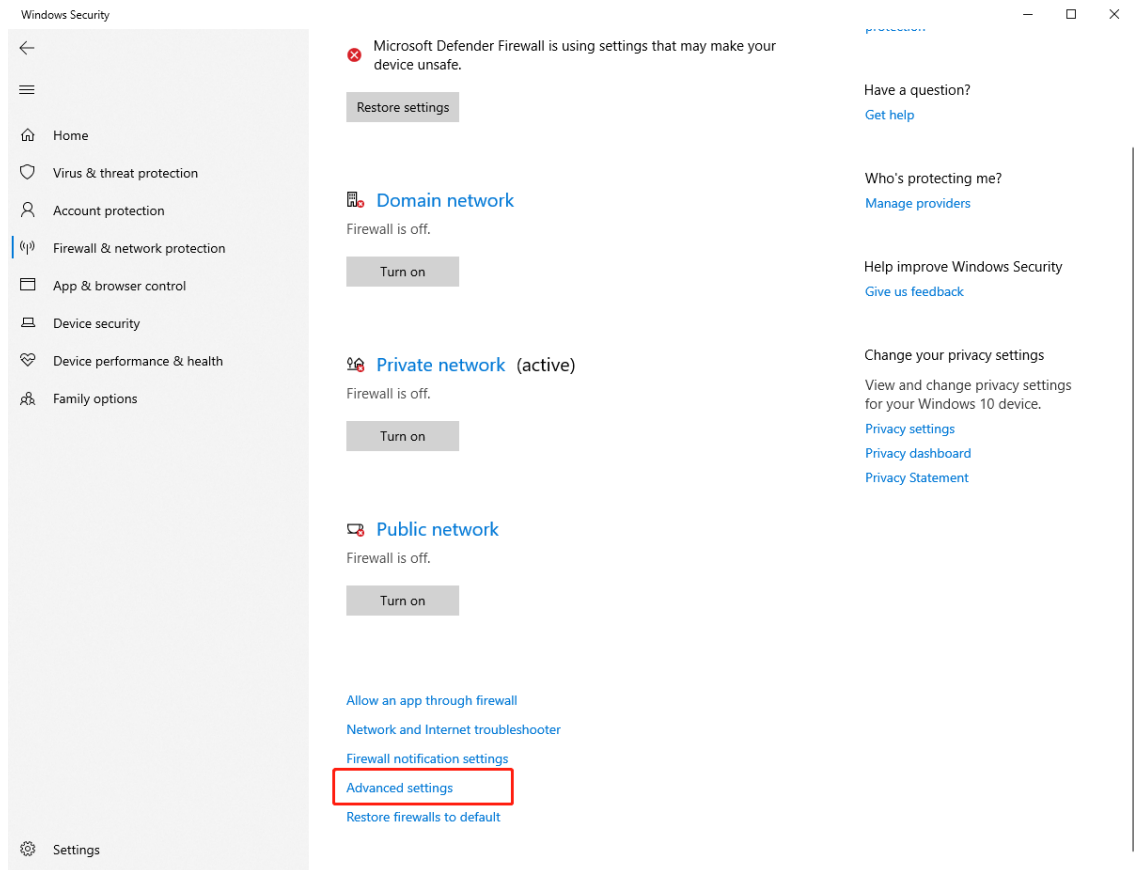 Windows Security
Home
Virus & threat protection
Account protection
Firewall & network protection
App & browser control
Device security
Device performance & health
Family options
Settings
Microsoft Defender Firewall is using settings that may make your
device unsafe.
Restore settings
Domain network
Firewall is off.
Turn on
Private network (active)
Firewall is off.
Turn on
Public network
Firewall is off.
Turn on
Allow an app through firewall
Network and Internet troubleshooter
Firewall notification settings
Advanced settings
Restore firewalls to default
protection
Have a question?
Get help
Who's protecting me?
Manage providers
Help improve Windows Security
Give us feedback
Change your privacy settings
View and change privacy settings
for your Windows 10 device.
Privacy settings
Privacy dashboard
Privacy Statement